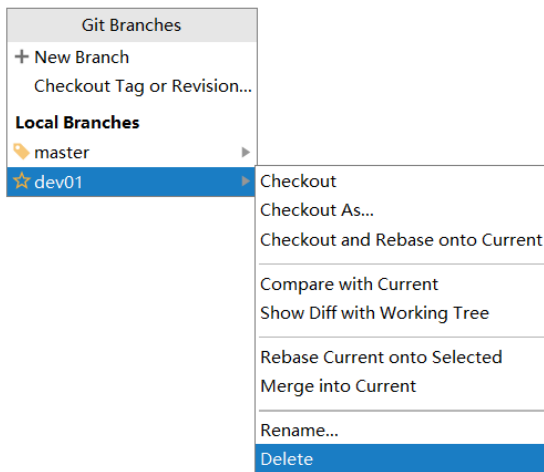 Git Branches
+ New Branch
Checkout Tag or Revision...
Local Branches
master
dev01
Checkout
Checkout As...
Checkout and Rebase onto Current
Compare with Current
Show Diff with Working Tree
Rebase Current onto Selected
Merge into Current
Rename...
Delete